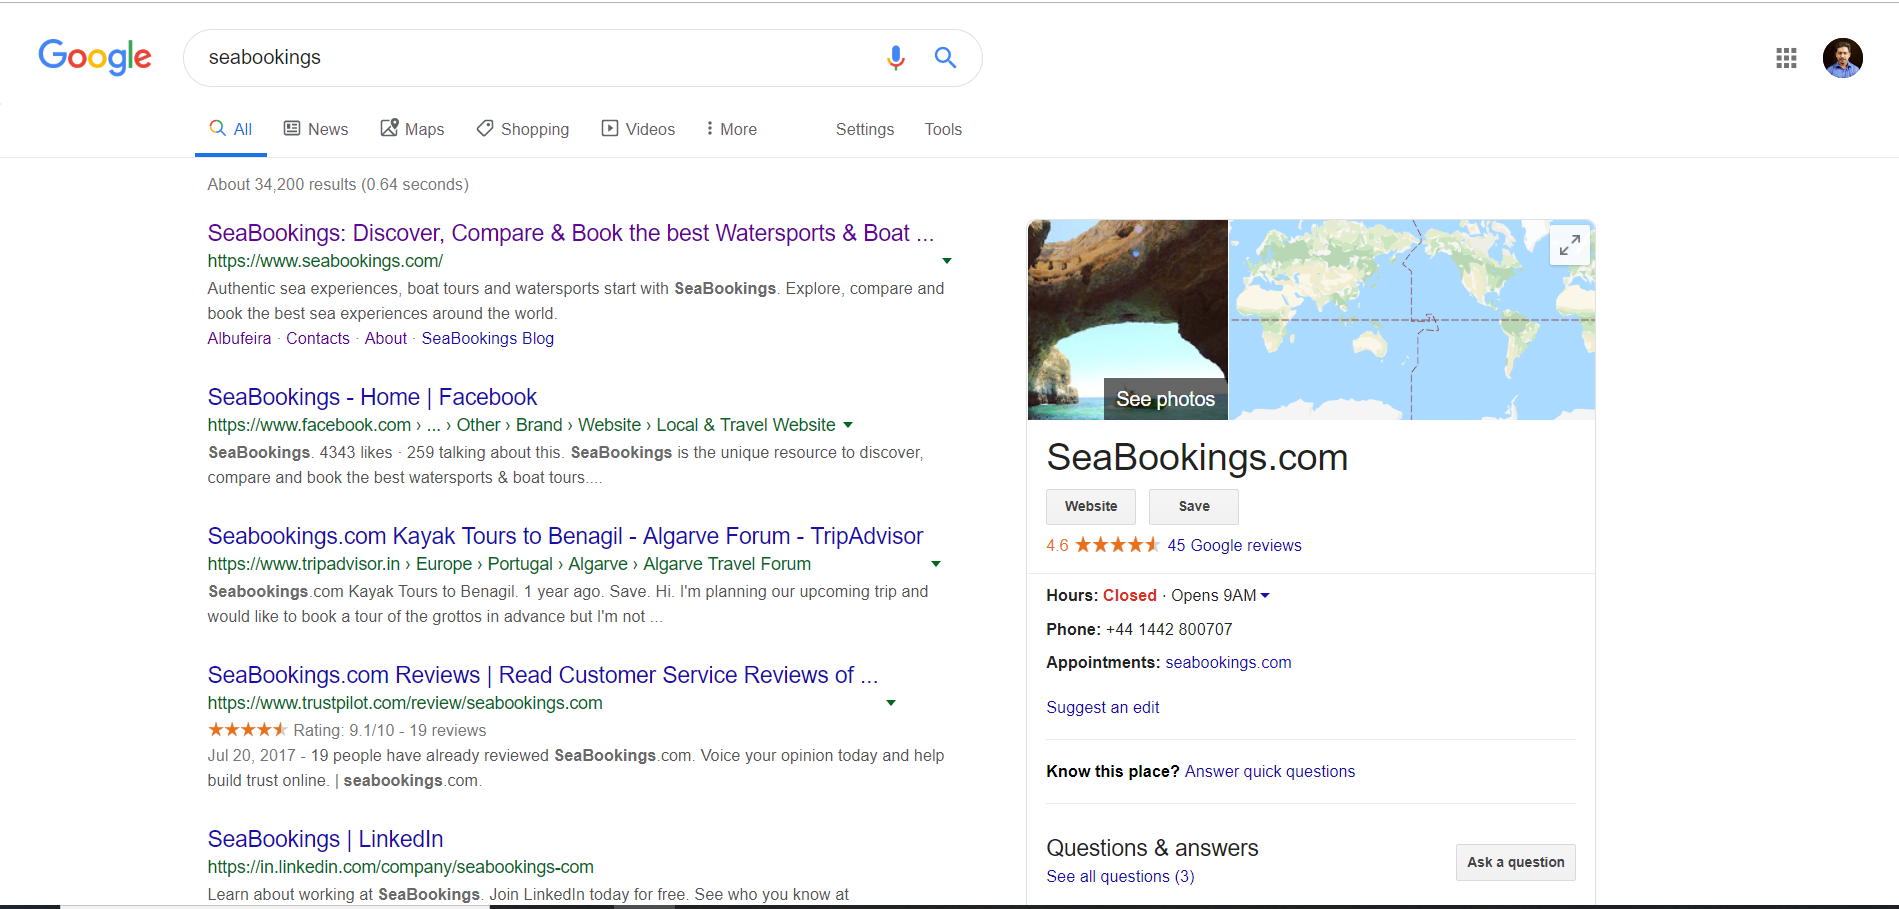 Google
seabookings
All
News
Maps
Shopping
Videos
More
Settings
Tools
About 34,200 results (0.64 seconds)
SeaBookings: Discover, Compare & Book the best Watersports & Boat ...
https://www.seabookings.com/
Authentic sea experiences, boat tours and watersports start with SeaBookings. Explore, compare and
book the best sea experiences around the world.
Albufeira · Contacts · About · SeaBookings Blog
SeaBookings - Home | Facebook
https://www.facebook.com › ... › Other › Brand › Website › Local & Travel Website
SeaBookings. 4343 likes · 259 talking about this. SeaBookings is the unique resource to discover,
compare and book the best watersports & boat tours....
Seabookings.com Kayak Tours to Benagil - Algarve Forum - TripAdvisor
https://www.tripadvisor.in › Europe › Portugal › Algarve › Algarve Travel Forum
Seabookings.com Kayak Tours to Benagil. 1 year ago. Save. Hi. I'm planning our upcoming trip and
would like to book a tour of the grottos in advance but I'm not ...
SeaBookings.com Reviews | Read Customer Service Reviews of ...
https://www.trustpilot.com/review/seabookings.com
Rating: 9.1/10 - 19 reviews
Jul 20, 2017 - 19 people have already reviewed SeaBookings.com. Voice your opinion today and help
build trust online. | seabookings.com.
SeaBookings | LinkedIn
https://in.linkedin.com/company/seabookings-com
Learn about working at SeaBookings. Join LinkedIn today for free. See who you know at
See photos
SeaBookings.com
Website
Save
4.6 45 Google reviews
Hours: Closed · Opens 9AM
Phone: +44 1442 800707
Appointments: seabookings.com
Suggest an edit
Know this place? Answer quick questions
Questions & answers
See all questions (3)
Ask a question